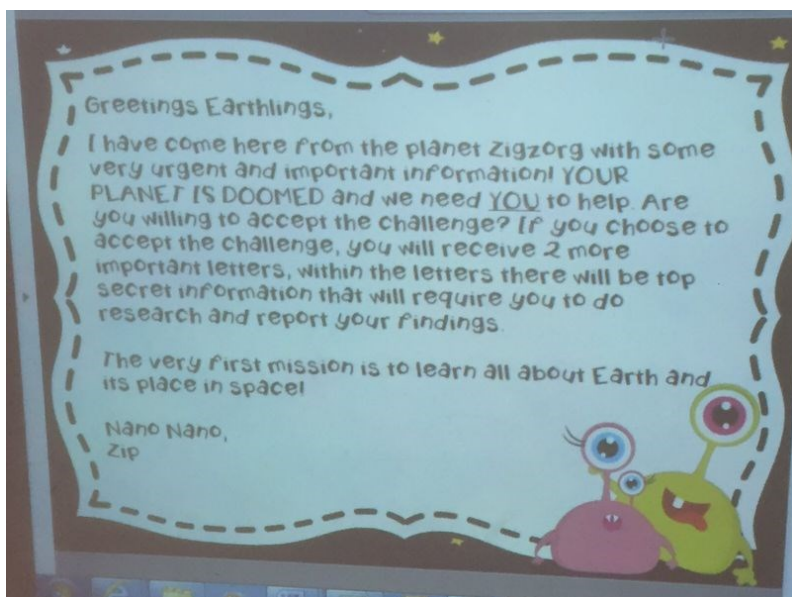 Greetings Earthlings,
I have come here from the planet Zigzorg with some
very urgent and important information! YOUR
PLANET IS DOOMED and we need YOU to help. Are
you willing to accept the challenge? If you choose to
accept the challenge, you will receive 2 more
important letters, within the letters there will be top
secret information that will require you to do
research and report your findings.
The very first mission is to learn all about Earth and
its place in space!
Nano Nano,
Zip